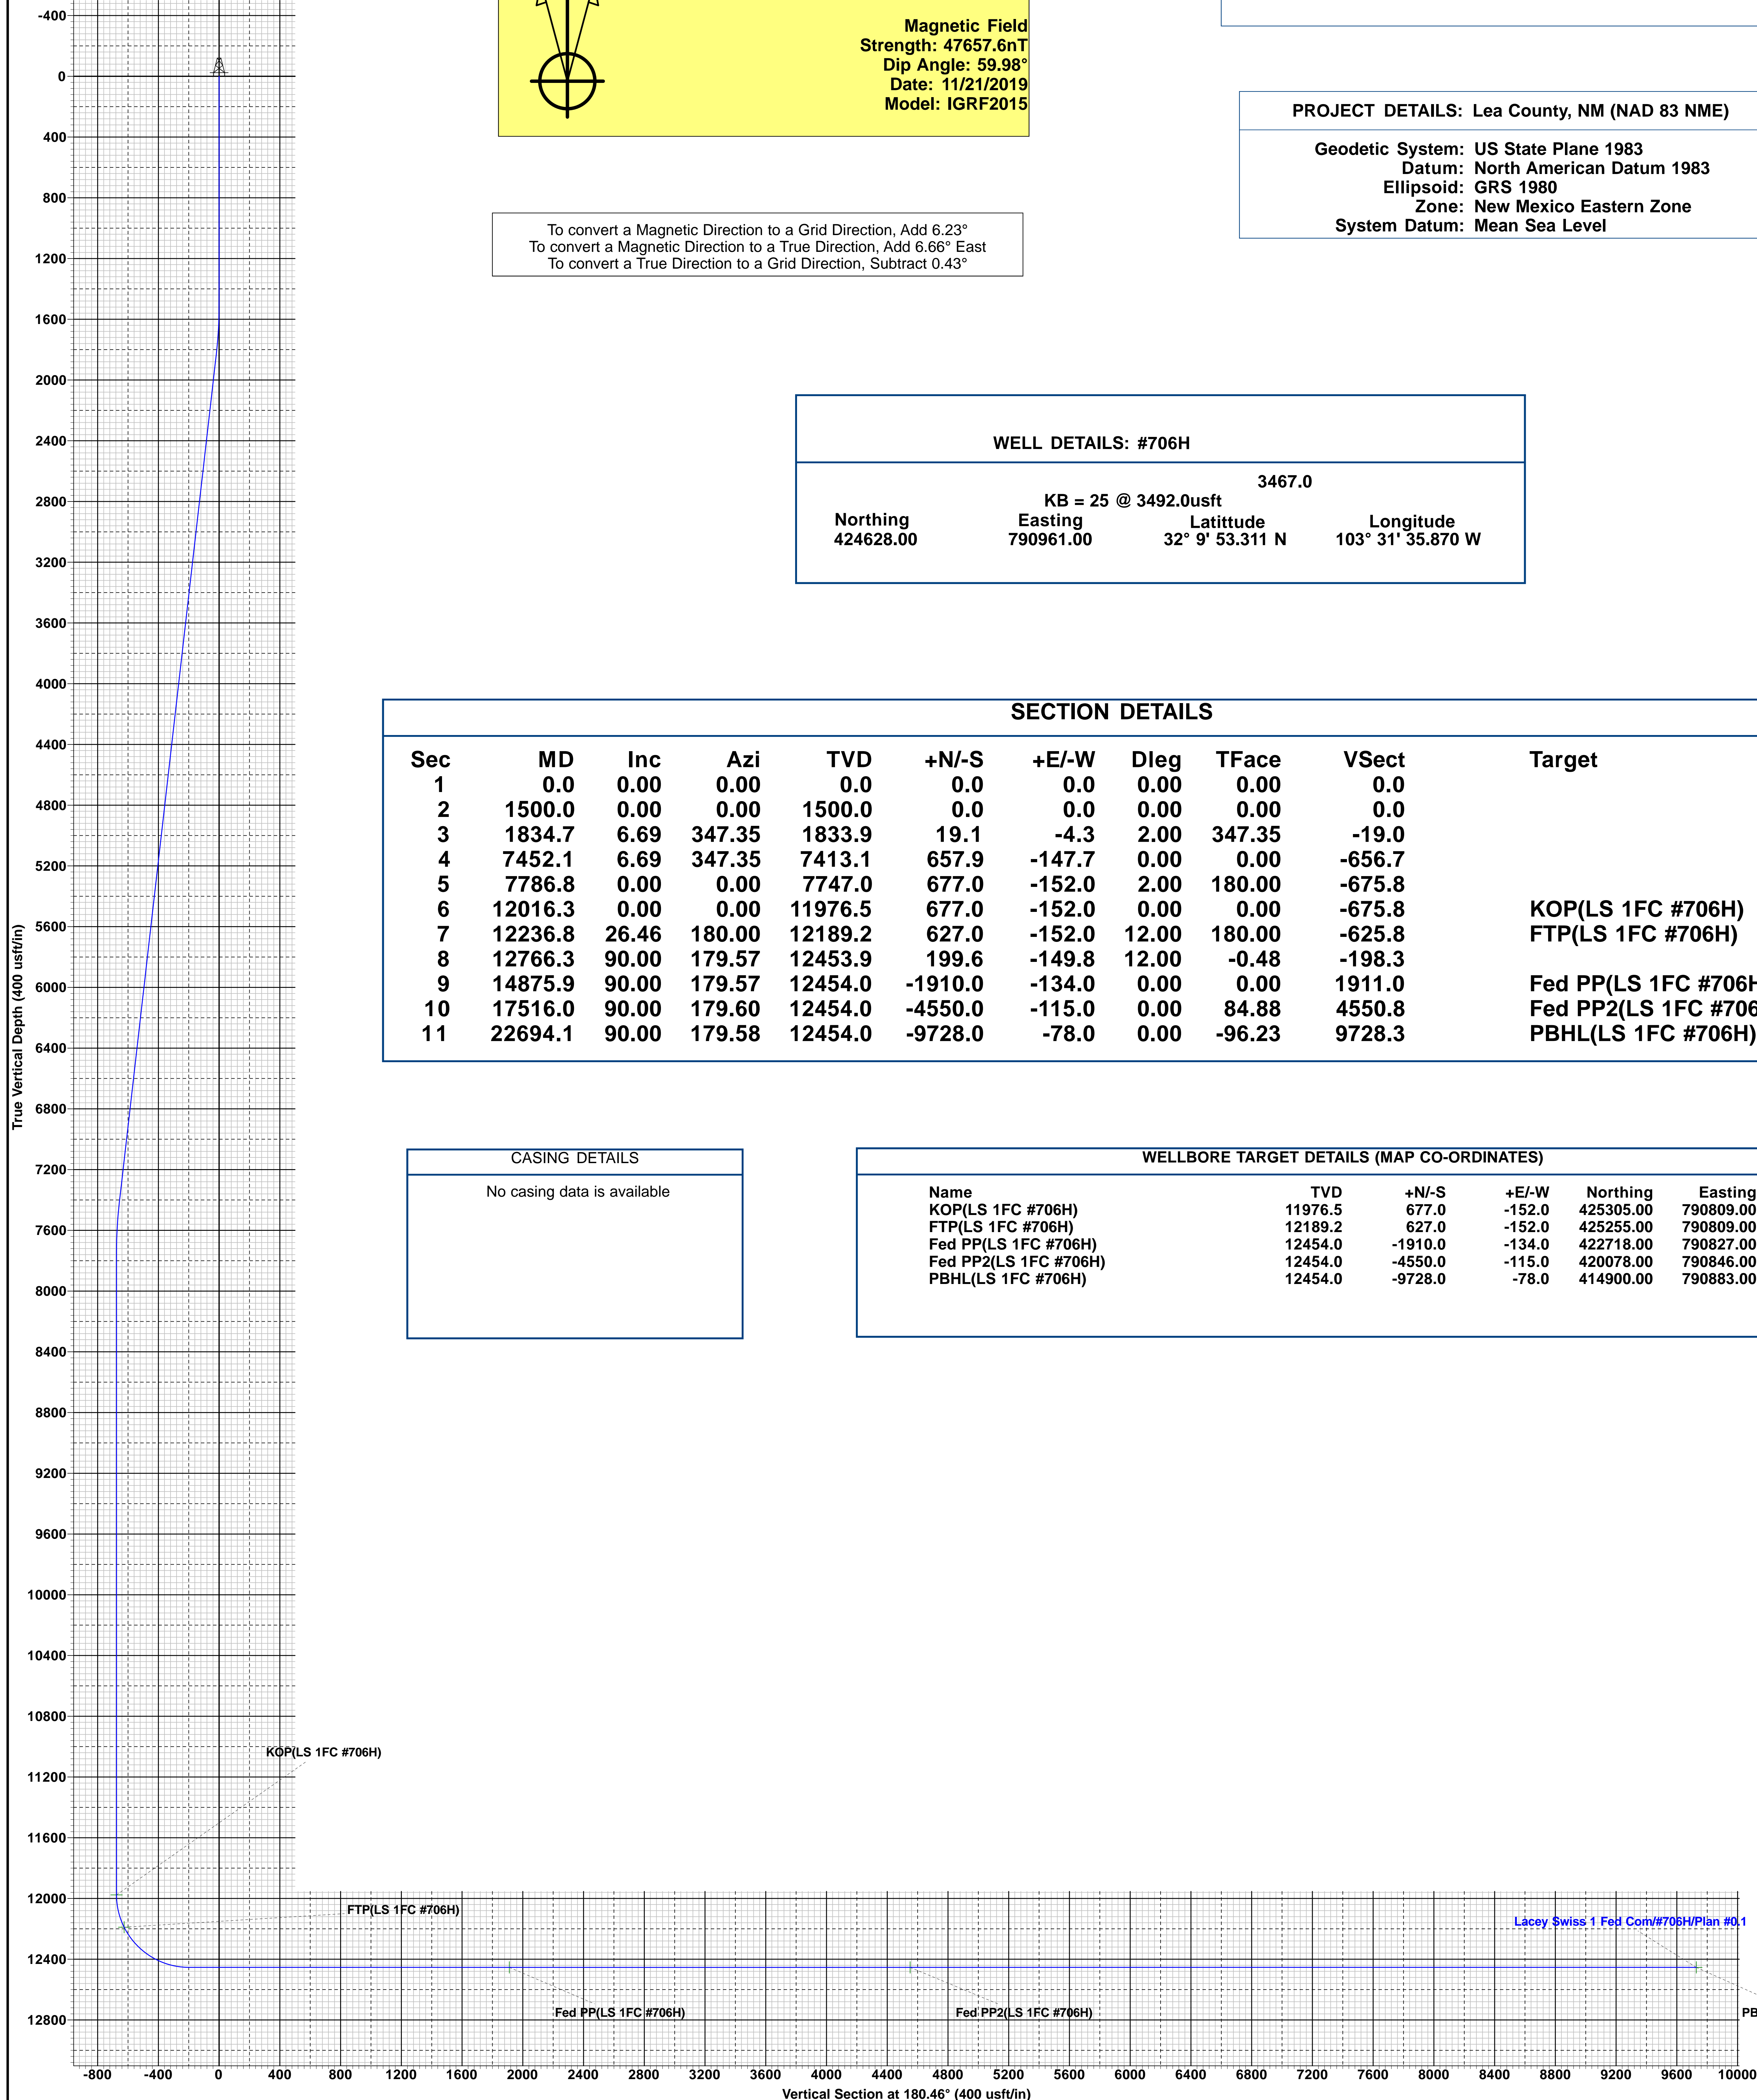 Magnetic Field
Strength: 47657.6nT
Dip Angle: 59.98°
Date: 11/21/2019
Model: IGRF2015
PROJECT DETAILS: Lea County, NM (NAD 83 NME)
Geodetic System: US State Plane 1983
Datum: North American Datum 1983
Ellipsoid: GRS 1980
Zone: New Mexico Eastern Zone
System Datum: Mean Sea Level
To convert a Magnetic Direction to a Grid Direction, Add 6.23°
To convert a Magnetic Direction to a True Direction, Add 6.66° East
To convert a True Direction to a Grid Direction, Subtract 0.43°
WELL DETAILS: #706H
3467.0
KB = 25 @ 3492.0usft
Northing Easting Latittude Longitude
424628.00 790961.00 32° 9' 53.311 N 103° 31' 35.870 W
SECTION DETAILS
Sec MD Inc Azi TVD +N/-S +E/-W Dleg TFace VSect Target
1 0.0 0.00 0.00 0.0 0.0 0.0 0.00 0.00 0.0
2 1500.0 0.00 0.00 1500.0 0.0 0.0 0.00 0.00 0.0
3 1834.7 6.69 347.35 1833.9 19.1 -4.3 2.00 347.35 -19.0
4 7452.1 6.69 347.35 7413.1 657.9 -147.7 0.00 0.00 -656.7
5 7786.8 0.00 0.00 7747.0 677.0 -152.0 2.00 180.00 -675.8
6 12016.3 0.00 0.00 11976.5 677.0 -152.0 0.00 0.00 -675.8 KOP(LS 1FC #706H)
7 12236.8 26.46 180.00 12189.2 627.0 -152.0 12.00 180.00 -625.8 FTP(LS 1FC #706H)
8 12766.3 90.00 179.57 12453.9 199.6 -149.8 12.00 -0.48 -198.3
9 14875.9 90.00 179.57 12454.0 -1910.0 -134.0 0.00 0.00 1911.0 Fed PP(LS 1FC #706H
10 17516.0 90.00 179.60 12454.0 -4550.0 -115.0 0.00 84.88 4550.8 Fed PP2(LS 1FC #706
11 22694.1 90.00 179.58 12454.0 -9728.0 -78.0 0.00 -96.23 9728.3 PBHL(LS 1FC #706H)
CASING DETAILS
No casing data is available
WELLBORE TARGET DETAILS (MAP CO-ORDINATES)
Name TVD +N/-S +E/-W Northing Easting
KOP(LS 1FC #706H) 11976.5 677.0 -152.0 425305.00 790809.00
FTP(LS 1FC #706H) 12189.2 627.0 -152.0 425255.00 790809.00
Fed PP(LS 1FC #706H) 12454.0 -1910.0 -134.0 422718.00 790827.00
Fed PP2(LS 1FC #706H) 12454.0 -4550.0 -115.0 420078.00 790846.00
PBHL(LS 1FC #706H) 12454.0 -9728.0 -78.0 414900.00 790883.00
True Vertical Depth (400 usft/in)
-400
0
400
800
1200
1600
2000
2400
2800
3200
3600
4000
4400
4800
5200
5600
6000
6400
6800
7200
7600
8000
8400
8800
9200
9600
10000
10400
10800
11200
11600
12000
12400
12800
KOP(LS 1FC #706H)
FTP(LS 1FC #706H)
Lacey Swiss 1 Fed Com/#706H/Plan #0.1
Fed PP(LS 1FC #706H)
Fed PP2(LS 1FC #706H)
PB
-800 -400 0 400 800 1200 1600 2000 2400 2800 3200 3600 4000 4400 4800 5200 5600 6000 6400 6800 7200 7600 8000 8400 8800 9200 9600 10000
Vertical Section at 180.46° (400 usft/in)